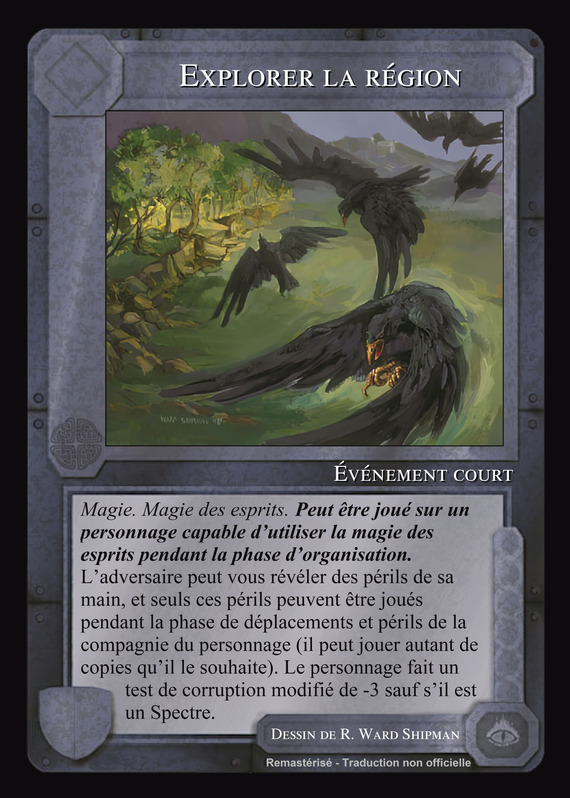 Explorer la région
Événement court
Magie. Magie des esprits. Peut être joué sur un
personnage capable d'utiliser la magie des
esprits pendant la phase d'organisation.
L'adversaire peut vous révéler des périls de sa
main, et seuls ces périls peuvent être joués
pendant la phase de déplacements et périls de la
compagnie du personnage (il peut jouer autant de
copies qu'il le souhaite). Le personnage fait un
test de corruption modifié de -3 sauf s'il est
un Spectre.
Dessin de R. Ward Shipman
Remastérisé - Traduction non officielle